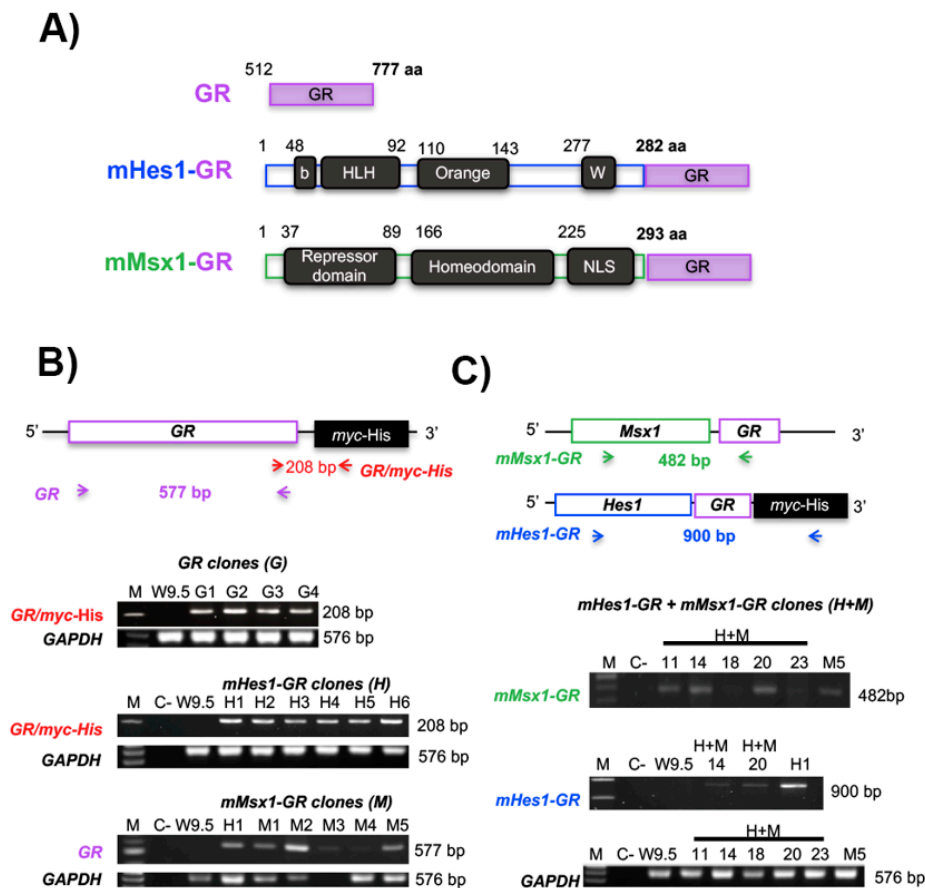 A)
512 777 aa
GR GR
1 48 92 110 143 277 282 aa
mHes1-GR b HLH Orange W GR
1 37 89 166 225 293 aa
mMsx1-GR Repressor domain Homeodomain NLS GR
B)
5' GR myc-His 3'
208 bp GR/myc-His
GR 577 bp
GR clones (G)
M W9.5 G1 G2 G3 G4
GR/myc-His 208 bp
GAPDH 576 bp
mHes1-GR clones (H)
M C- W9.5 H1 H2 H3 H4 H5 H6
GR/myc-His 208 bp
GAPDH 576 bp
mMsx1-GR clones (M)
M C- W9.5 H1 M1 M2 M3 M4 M5
GR 577 bp
GAPDH 576 bp
C)
5' Msx1 GR 3'
mMsx1-GR 482 bp
5' Hes1 GR myc-His 3'
mHes1-GR 900 bp
mHes1-GR + mMsx1-GR clones (H+M)
H+M
M C- 11 14 18 20 23 M5
mMsx1-GR 482bp
H+M H+M
M C- W9.5 14 20 H1
mHes1-GR 900 bp
H+M
M C- W9.5 11 14 18 20 23 M5
GAPDH 576 bp